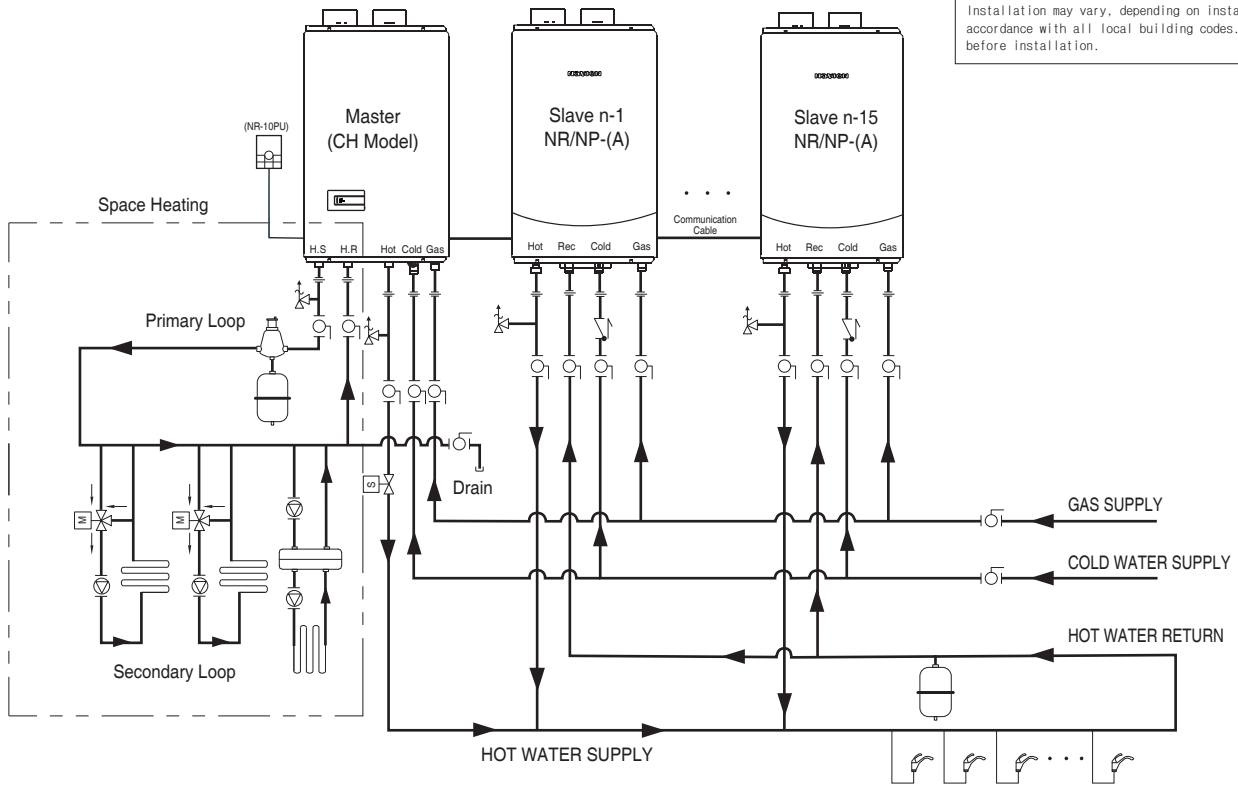 Installation may vary, depending on
accordance with all local building codes.
before installation.
Master
(CH Model)
NAVIEN
Slave n-1
NR/NP-(A)
NAVIEN
Slave n-15
NR/NP-(A)
(NR-10PU)
Space Heating
Communication
Cable
H.S H.R Hot Cold Gas
Hot Rec Cold Gas
Hot Rec Cold Gas
Primary Loop
S
Drain
M
M
GAS SUPPLY
COLD WATER SUPPLY
HOT WATER RETURN
Secondary Loop
HOT WATER SUPPLY